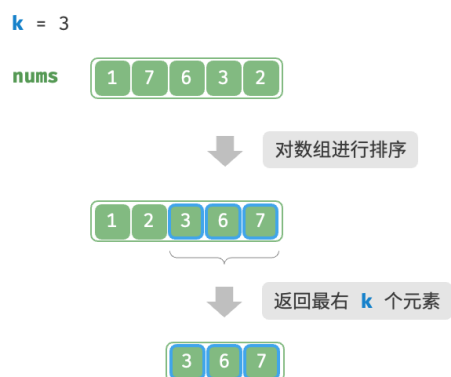 k = 3
nums 1 7 6 3 2
对数组进行排序
1 2 3 6 7
返回最右 k 个元素
3 6 7